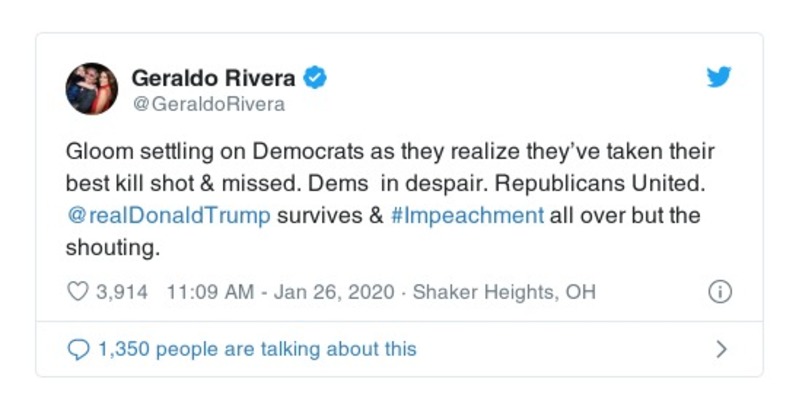 Geraldo Rivera
@GeraldoRivera
Gloom settling on Democrats as they realize they’ve taken their
best kill shot & missed. Dems  in despair. Republicans United.
@realDonaldTrump survives & #Impeachment all over but the
shouting.
3,914 11:09 AM - Jan 26, 2020 · Shaker Heights, OH
1,350 people are talking about this